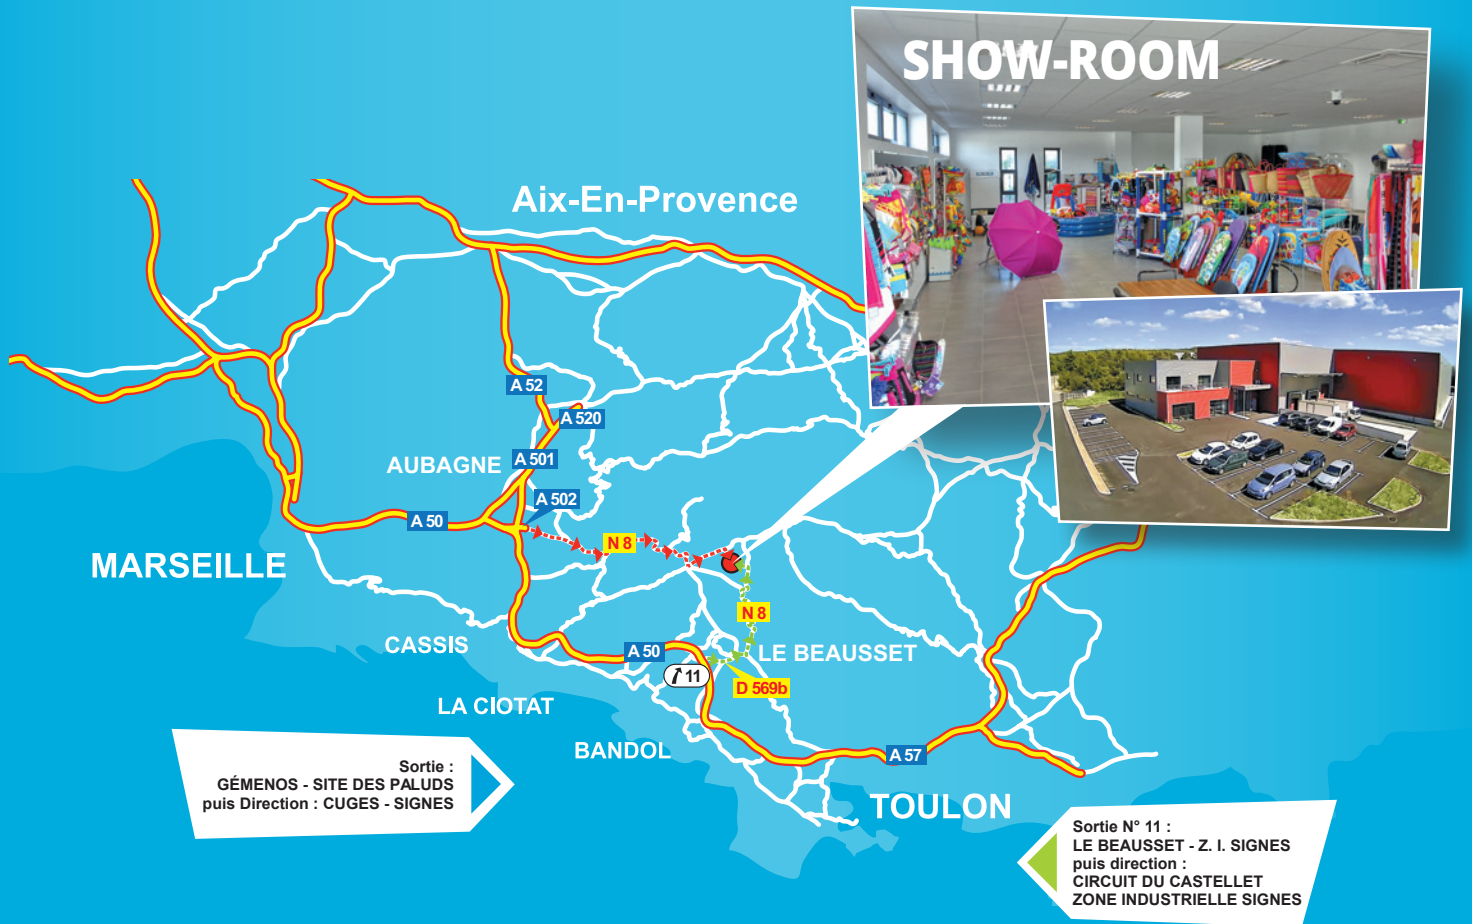 SHOW-ROOM
Aix-En-Provence
A 52
A 520
AUBAGNE
A 501
A 502
A 50
N 8
MARSEILLE
N 8
CASSIS
A 50
LE BEAUSSET
11
D 569b
LA CIOTAT
BANDOL
A 57
TOULON
Sortie :
GÉMENOS - SITE DES PALUDS
puis Direction : CUGES - SIGNES
Sortie N° 11 :
LE BEAUSSET - Z. I. SIGNES
puis direction :
CIRCUIT DU CASTELLET
ZONE INDUSTRIELLE SIGNES